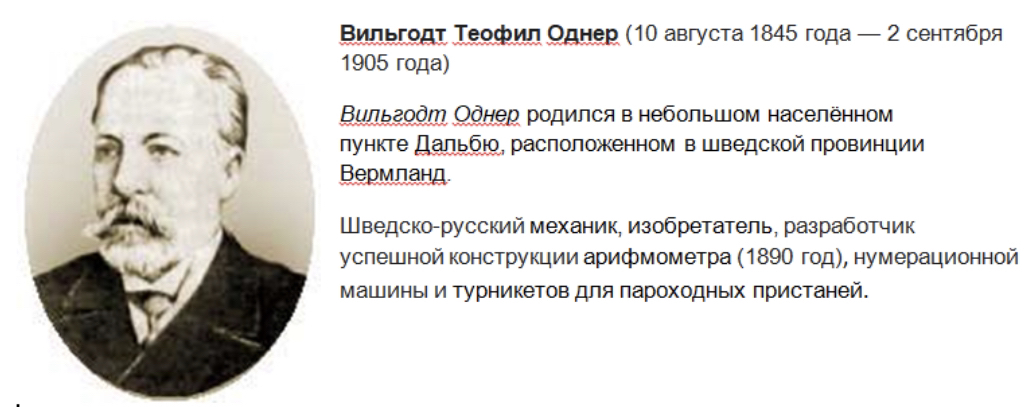 Вильгодт Теофил Однер (10 августа 1845 года — 2 сентября
1905 года)
Вильгодт Однер родился в небольшом населённом
пункте Дальбю, расположенном в шведской провинции
Вермланд.
Шведско-русский механик, изобретатель, разработчик
успешной конструкции арифмометра (1890 год), нумерационной
машины и турникетов для пароходных пристаней.